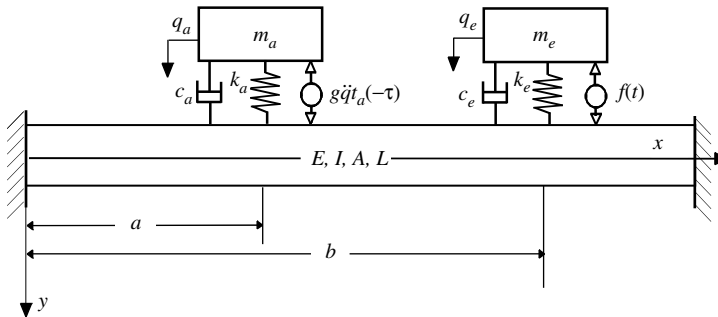 q_a
m_a
q_e
m_e
c_a
k_a
gq̈t_a(−τ)
c_e
k_e
f(t)
E, I, A, L
x
a
b
y